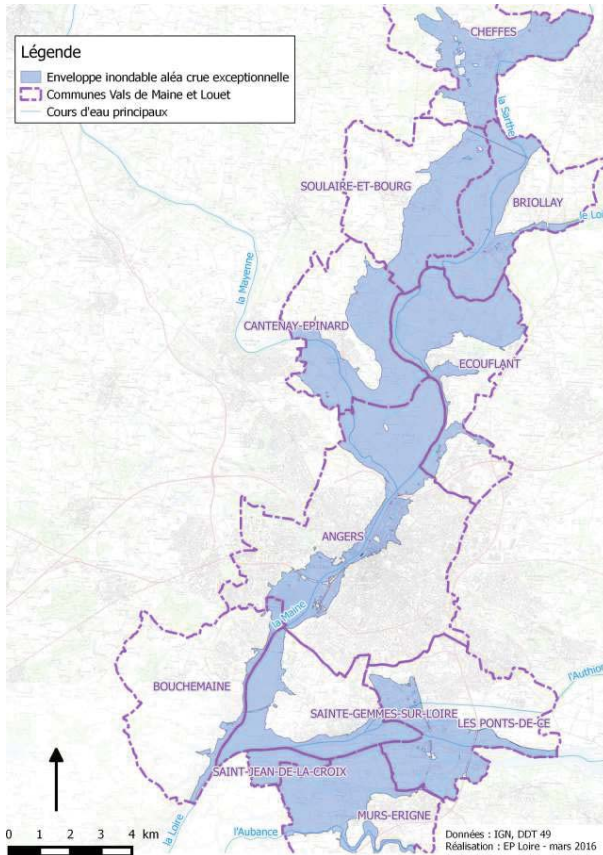 Légende
Enveloppe inondable aléa crue exceptionnelle
Communes Vals de Maine et Louet
Cours d'eau principaux
CHEFFES
la Sarthe
SOULAIRE-ET-BOURG
BRIOLLAY
le Loi
la Mayenne
CANTENAY-EPINARD
ECOUFLANT
ANGERS
la Maine
BOUCHEMAINE
l'Authion
SAINTE-GEMMES-SUR-LOIRE
LES PONTS-DE-CE
SAINT-JEAN-DE-LA-CROIX
MURS-ERIGNE
la Loire
l'Aubance
0 1 2 3 4 km
Données : IGN, DDT 49
Réalisation : EP Loire - mars 2016